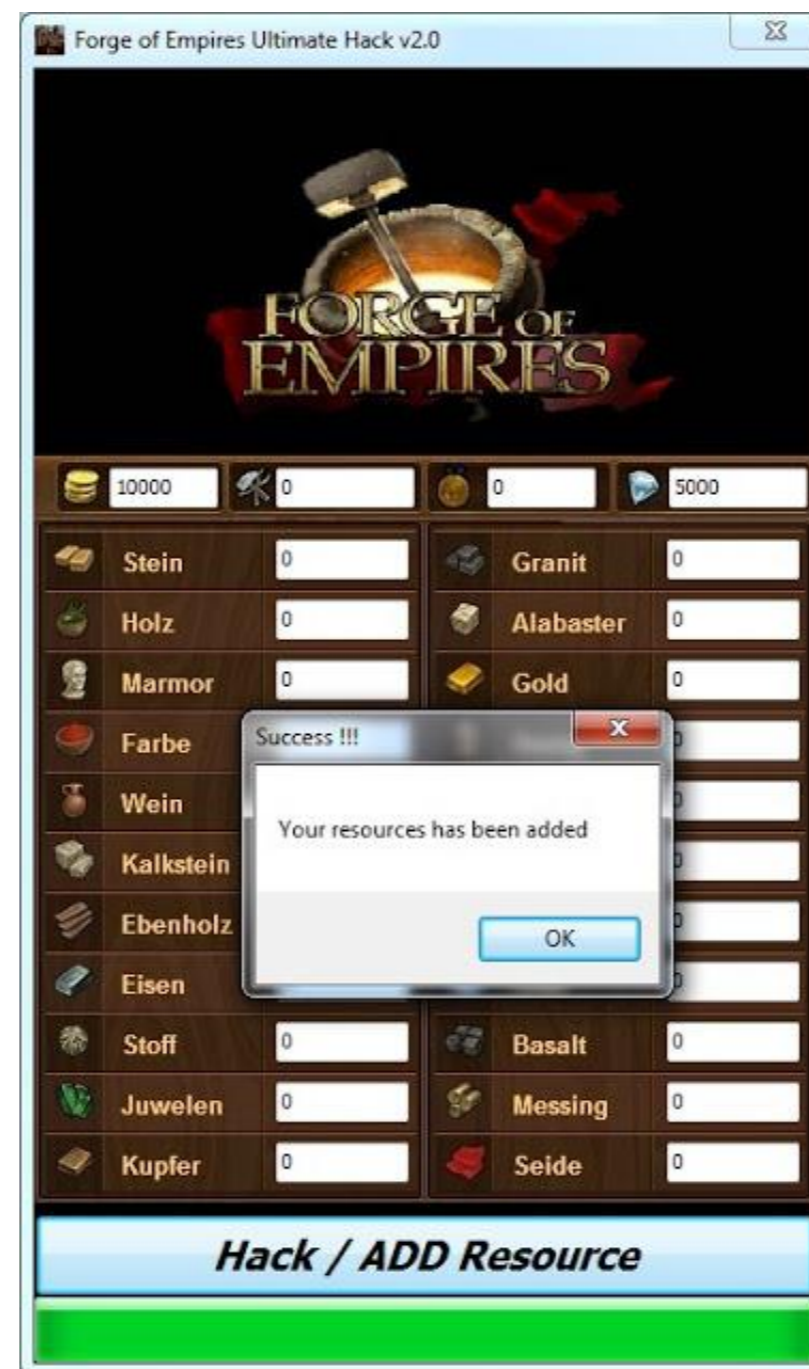 Forge of Empires Ultimate Hack v2.0
FORGE OF
EMPIRES
10000 0 0 5000
Stein 0 Granit 0
Holz 0 Alabaster 0
Marmor 0 Gold 0
Farbe
Success !!!
Wein
Your resources has been added
Kalkstein
Ebenholz
OK
Eisen
Stoff 0 Basalt 0
Juwelen 0 Messing 0
Kupfer 0 Seide 0
Hack / ADD Resource